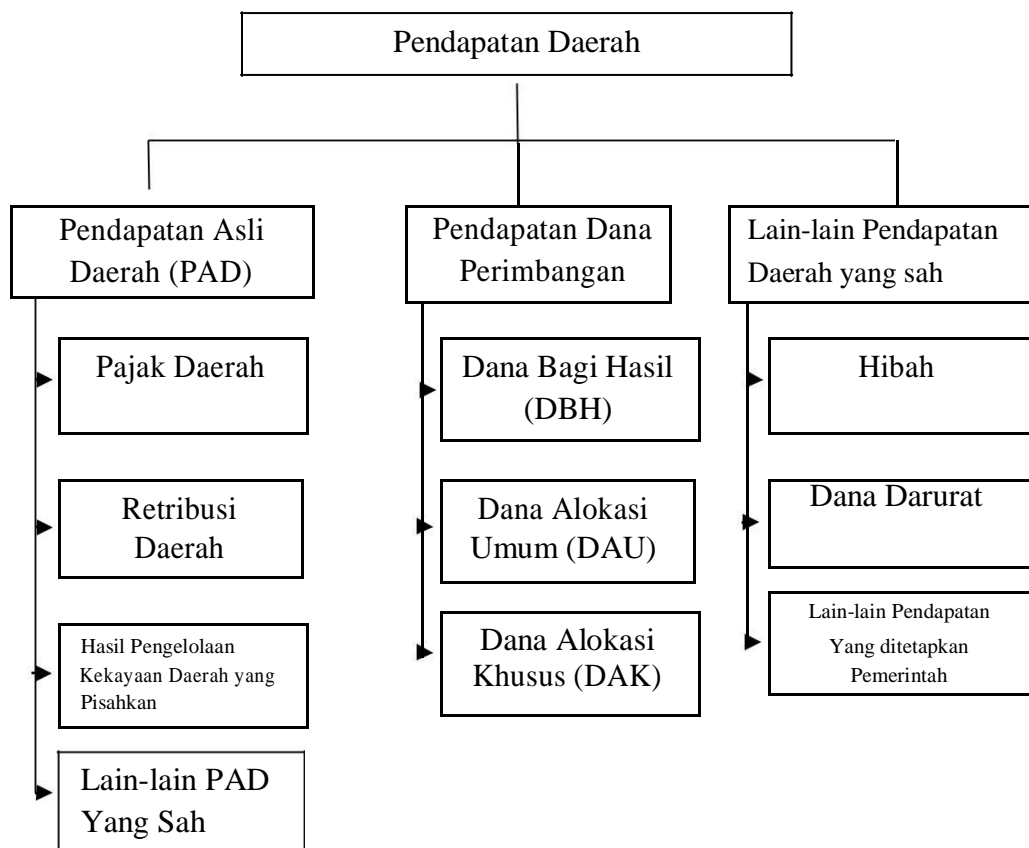 Pendapatan Daerah
Pendapatan Asli
Daerah (PAD)
Pajak Daerah
Retribusi
Daerah
Hasil Pengelolaan
Kekayaan Daerah yang
Pisahkan
Lain-lain PAD
Yang Sah
Pendapatan Dana
Perimbangan
Dana Bagi Hasil
(DBH)
Dana Alokasi
Umum (DAU)
Dana Alokasi
Khusus (DAK)
Lain-lain Pendapatan
Daerah yang sah
Hibah
Dana Darurat
Lain-lain Pendapatan
Yang ditetapkan
Pemerintah